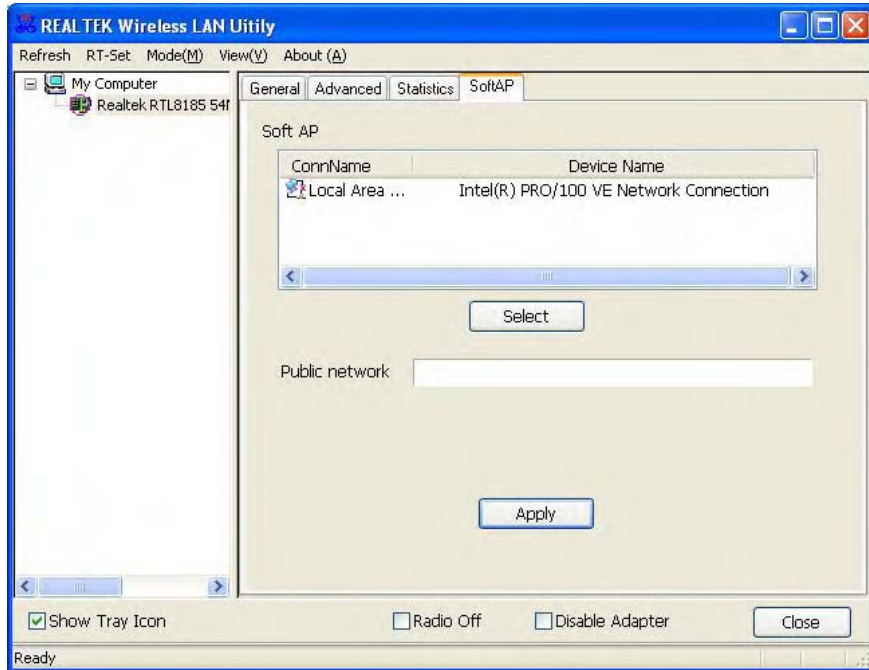 REALTEK Wireless LAN Uitily
Refresh RT-Set Mode(M) View(V) About (A)
My Computer
Realtek RTL8185 54M
General Advanced Statistics SoftAP
Soft AP
ConnName Device Name
Local Area ... Intel(R) PRO/100 VE Network Connection
Select
Public network
Apply
Show Tray Icon Radio Off Disable Adapter Close
Ready